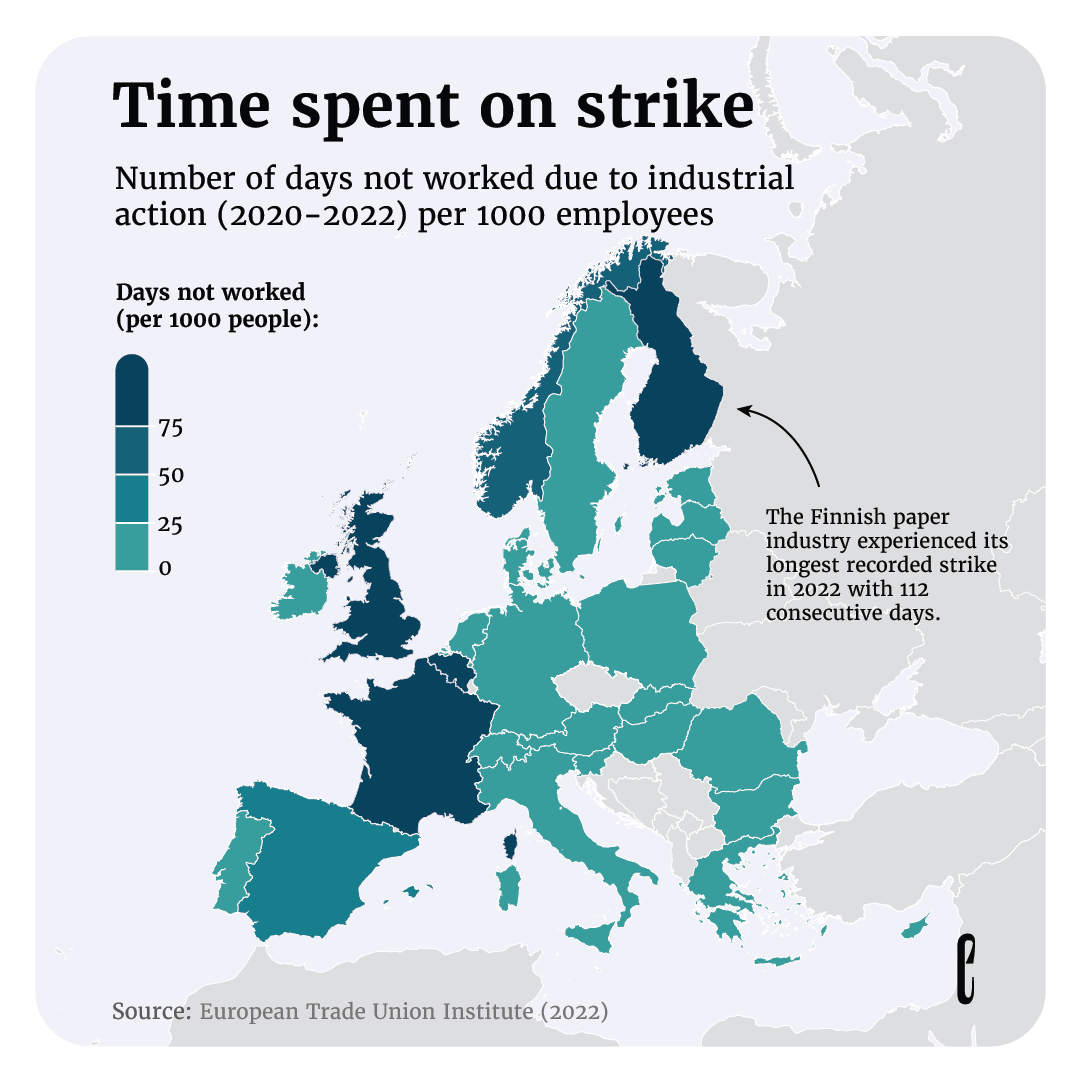 Time spent on strike
Number of days not worked due to industrial
action (2020–2022) per 1000 employees
Days not worked
(per 1000 people):
75
50
25
0
The Finnish paper
industry experienced its
longest recorded strike
in 2022 with 112
consecutive days.
Source: European Trade Union Institute (2022)